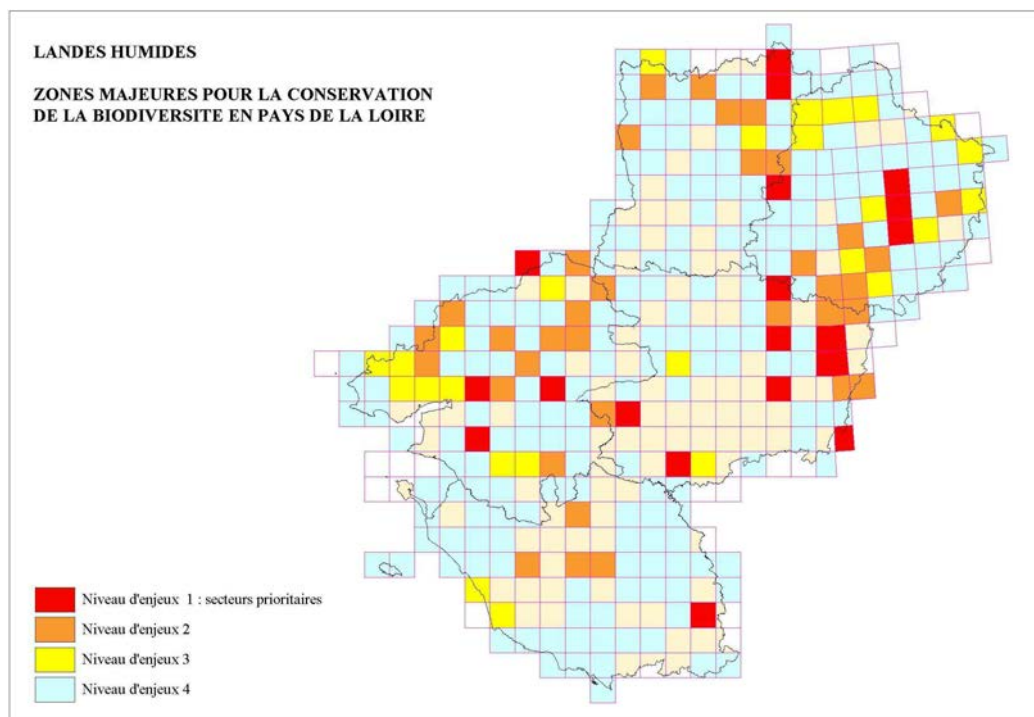 LANDES HUMIDES
ZONES MAJEURES POUR LA CONSERVATION
DE LA BIODIVERSITE EN PAYS DE LA LOIRE
Niveau d'enjeux 1 : secteurs prioritaires
Niveau d'enjeux 2
Niveau d'enjeux 3
Niveau d'enjeux 4